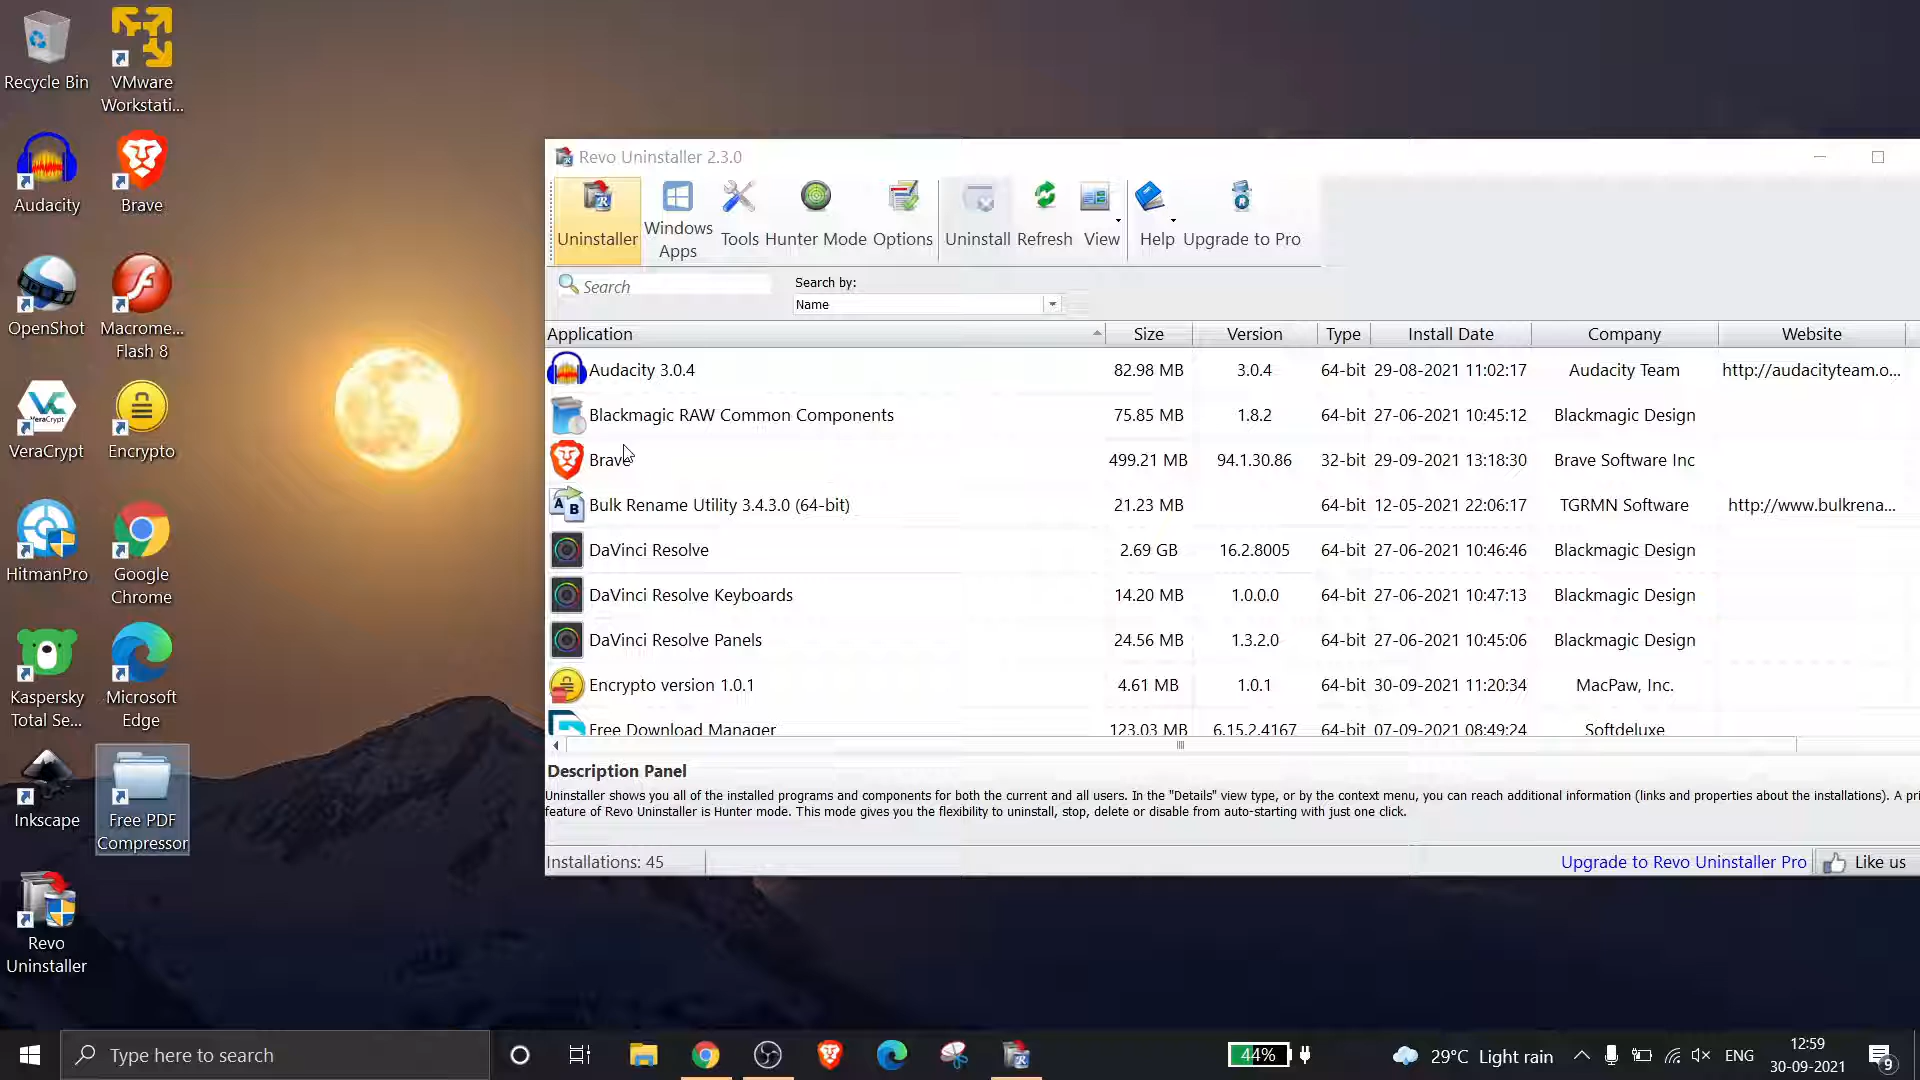 Recycle Bin
VMware
Workstati...
Audacity
Brave
OpenShot
Macrome...
Flash 8
VeraCrypt
VeraCrypt
Encrypto
HitmanPro
Google
Chrome
Kaspersky
Total Se...
Microsoft
Edge
Inkscape
Free PDF
Compressor
Revo
Uninstaller
Revo Uninstaller 2.3.0
Uninstaller
Windows
Apps
Tools
Hunter Mode
Options
Uninstall
Refresh
View
Help
Upgrade to Pro
Search
Search by:
Name
Application Size Version Type Install Date Company Website
Audacity 3.0.4 82.98 MB 3.0.4 64-bit 29-08-2021 11:02:17 Audacity Team http://audacityteam.o...
Blackmagic RAW Common Components 75.85 MB 1.8.2 64-bit 27-06-2021 10:45:12 Blackmagic Design
Brave 499.21 MB 94.1.30.86 32-bit 29-09-2021 13:18:30 Brave Software Inc
Bulk Rename Utility 3.4.3.0 (64-bit) 21.23 MB 64-bit 12-05-2021 22:06:17 TGRMN Software http://www.bulkrena...
DaVinci Resolve 2.69 GB 16.2.8005 64-bit 27-06-2021 10:46:46 Blackmagic Design
DaVinci Resolve Keyboards 14.20 MB 1.0.0.0 64-bit 27-06-2021 10:47:13 Blackmagic Design
DaVinci Resolve Panels 24.56 MB 1.3.2.0 64-bit 27-06-2021 10:45:06 Blackmagic Design
Encrypto version 1.0.1 4.61 MB 1.0.1 64-bit 30-09-2021 11:20:34 MacPaw, Inc.
Free Download Manager 123.03 MB 6.15.2.4167 64-bit 07-09-2021 08:49:24 Softdeluxe
Description Panel
Uninstaller shows you all of the installed programs and components for both the current and all users. In the "Details" view type, or by the context menu, you can reach additional information (links and properties about the installations). A pri
feature of Revo Uninstaller is Hunter mode. This mode gives you the flexibility to uninstall, stop, delete or disable from auto-starting with just one click.
Installations: 45
Upgrade to Revo Uninstaller Pro
Like us
Type here to search
44%
29°C Light rain
ENG
12:59
30-09-2021
9